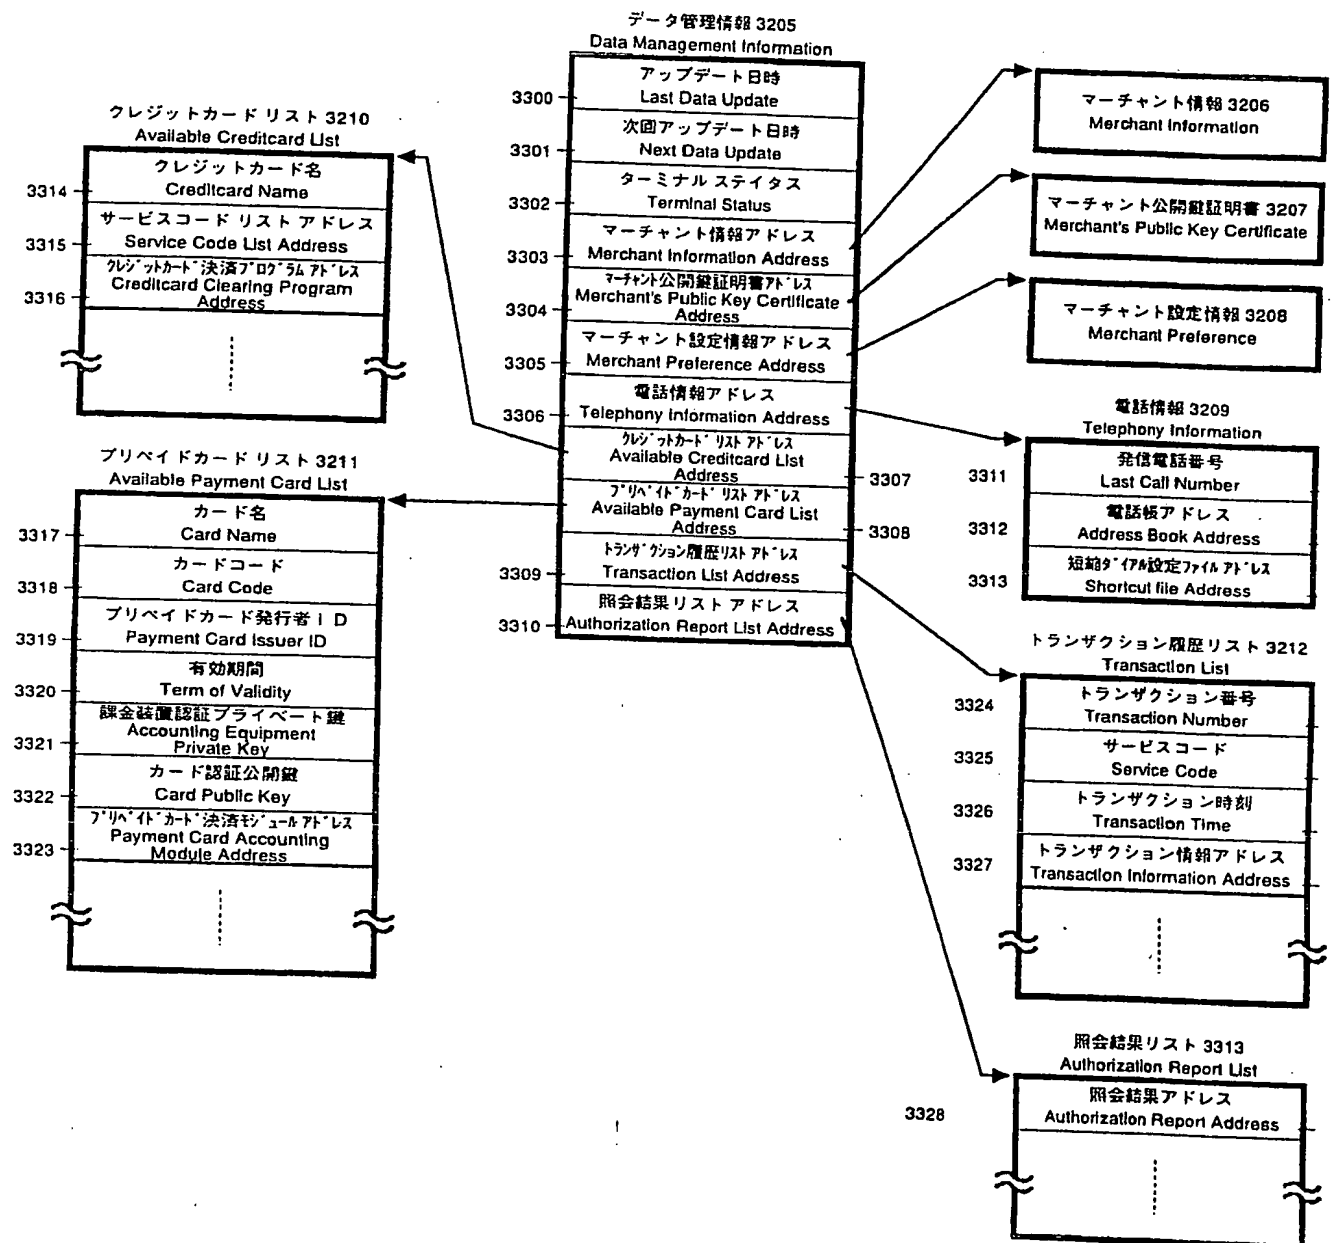 データ管理情報 3205
Data Management Information
3300
アップデート日時
Last Data Update
3301
次回アップデート日時
Next Data Update
3302
ターミナル ステイタス
Terminal Status
3303
マーチャント情報アドレス
Merchant Information Address
3304
マーチャント公開鍵証明書アドレス
Merchant's Public Key Certificate
Address
3305
マーチャント設定情報アドレス
Merchant Preference Address
3306
電話情報アドレス
Telephony Information Address
クレジットカード リスト アドレス
Available Creditcard List
Address
3307
プリペイドカード リスト アドレス
Available Payment Card List
Address
3308
3309
トランザクション履歴リスト アドレス
Transaction List Address
3310
照会結果リスト アドレス
Authorization Report List Address
クレジットカード リスト 3210
Available Creditcard List
3314
クレジットカード名
Creditcard Name
3315
サービスコード リスト アドレス
Service Code List Address
3316
クレジットカード決済プログラム アドレス
Creditcard Clearing Program
Address
プリペイドカード リスト 3211
Available Payment Card List
3317
カード名
Card Name
3318
カードコード
Card Code
3319
プリペイドカード発行者ID
Payment Card Issuer ID
3320
有効期間
Term of Validity
3321
課金装置認証プライベート鍵
Accounting Equipment
Private Key
3322
カード認証公開鍵
Card Public Key
3323
プリペイドカード決済モジュール アドレス
Payment Card Accounting
Module Address
マーチャント情報 3206
Merchant Information
マーチャント公開鍵証明書 3207
Merchant's Public Key Certificate
マーチャント設定情報 3208
Merchant Preference
電話情報 3209
Telephony Information
3311
発信電話番号
Last Call Number
3312
電話帳アドレス
Address Book Address
3313
短縮ダイアル設定ファイル アドレス
Shortcut file Address
トランザクション履歴リスト 3212
Transaction List
3324
トランザクション番号
Transaction Number
3325
サービスコード
Service Code
3326
トランザクション時刻
Transaction Time
3327
トランザクション情報アドレス
Transaction Information Address
照会結果リスト 3313
Authorization Report List
3328
照会結果アドレス
Authorization Report Address